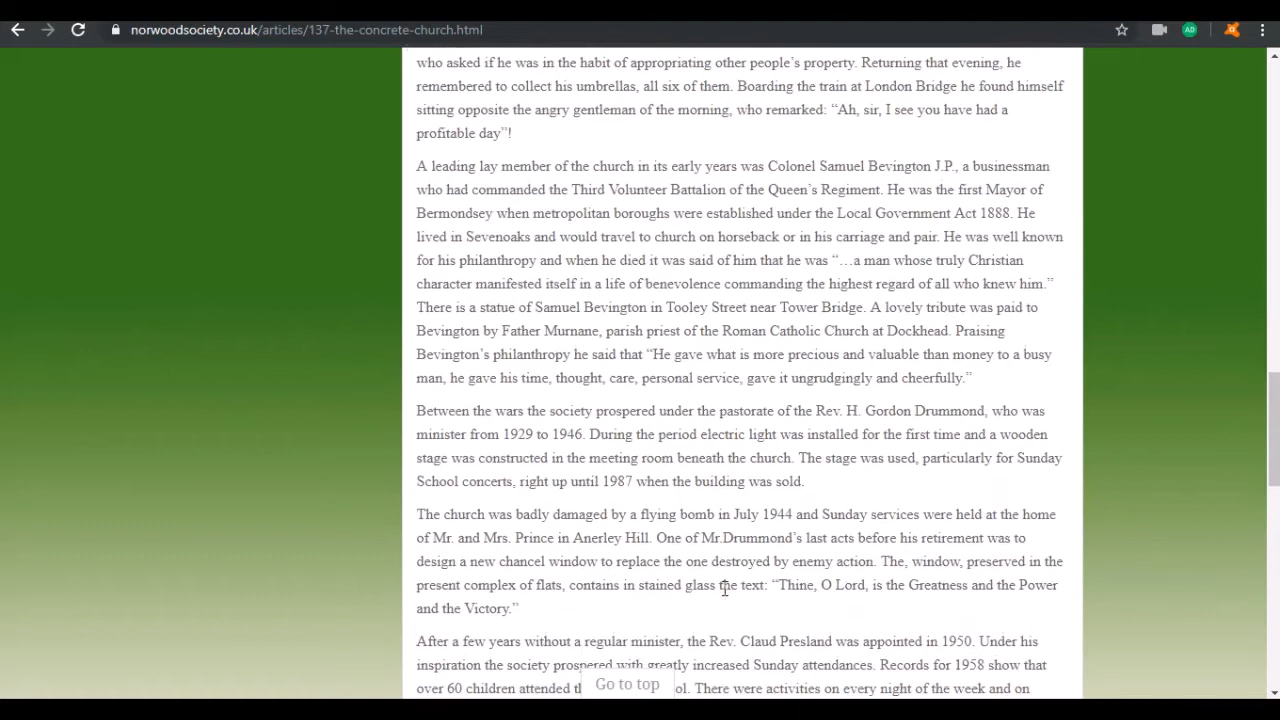 norwoodsociety.co.uk/articles/137-the-concrete-church.html
AD
who asked if he was in the habit of appropriating other people’s property. Returning that evening, he
remembered to collect his umbrellas, all six of them. Boarding the train at London Bridge he found himself
sitting opposite the angry gentleman of the morning, who remarked: “Ah, sir, I see you have had a
profitable day”!
A leading lay member of the church in its early years was Colonel Samuel Bevington J.P., a businessman
who had commanded the Third Volunteer Battalion of the Queen’s Regiment. He was the first Mayor of
Bermondsey when metropolitan boroughs were established under the Local Government Act 1888. He
lived in Sevenoaks and would travel to church on horseback or in his carriage and pair. He was well known
for his philanthropy and when he died it was said of him that he was “…a man whose truly Christian
character manifested itself in a life of benevolence commanding the highest regard of all who knew him.”
There is a statue of Samuel Bevington in Tooley Street near Tower Bridge. A lovely tribute was paid to
Bevington by Father Murnane, parish priest of the Roman Catholic Church at Dockhead. Praising
Bevington’s philanthropy he said that “He gave what is more precious and valuable than money to a busy
man, he gave his time, thought, care, personal service, gave it ungrudgingly and cheerfully.”
Between the wars the society prospered under the pastorate of the Rev. H. Gordon Drummond, who was
minister from 1929 to 1946. During the period electric light was installed for the first time and a wooden
stage was constructed in the meeting room beneath the church. The stage was used, particularly for Sunday
School concerts, right up until 1987 when the building was sold.
The church was badly damaged by a flying bomb in July 1944 and Sunday services were held at the home
of Mr. and Mrs. Prince in Anerley Hill. One of Mr.Drummond’s last acts before his retirement was to
design a new chancel window to replace the one destroyed by enemy action. The, window, preserved in the
present complex of flats, contains in stained glass the text: “Thine, O Lord, is the Greatness and the Power
and the Victory.”
After a few years without a regular minister, the Rev. Claud Presland was appointed in 1950. Under his
inspiration the society prospered with greatly increased Sunday attendances. Records for 1958 show that
over 60 children attended ol. There were activities on every night of the week and on
Go to top